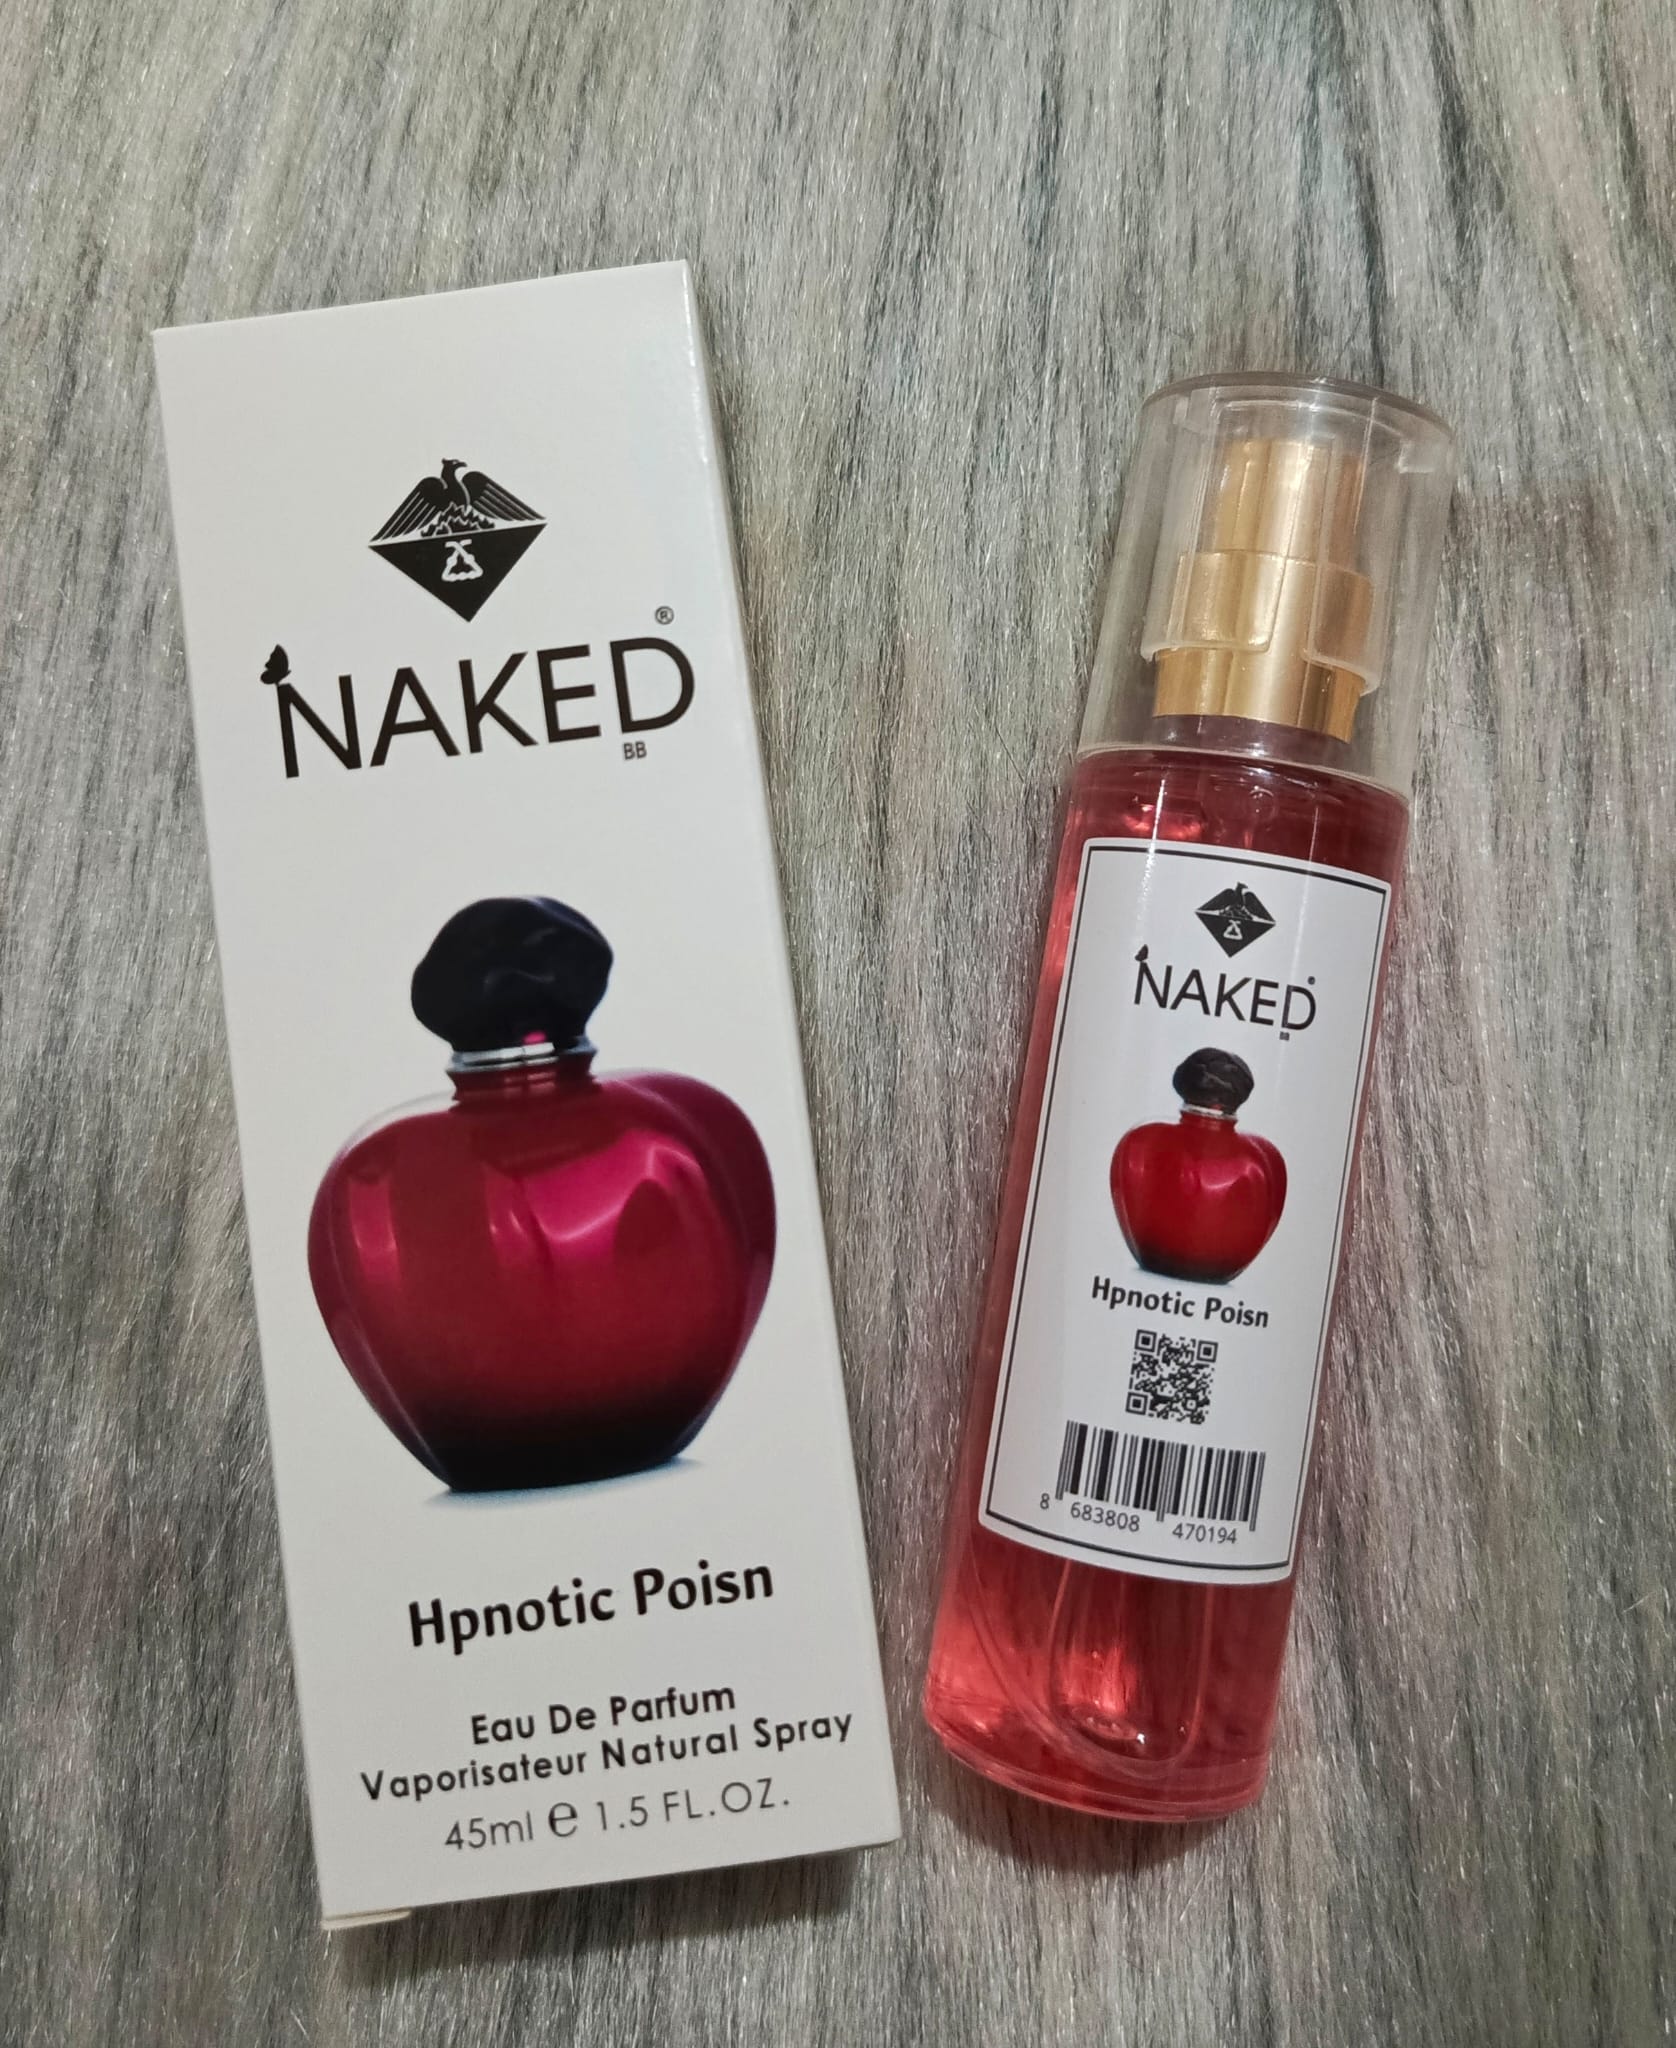 NAKED®
BB
Hpnotic Poisn
Eau De Parfum
Vaporisateur Natural Spray
45ml e 1.5 FL.OZ.
NAKED
BB
Hpnotic Poisn
8 683808 470194